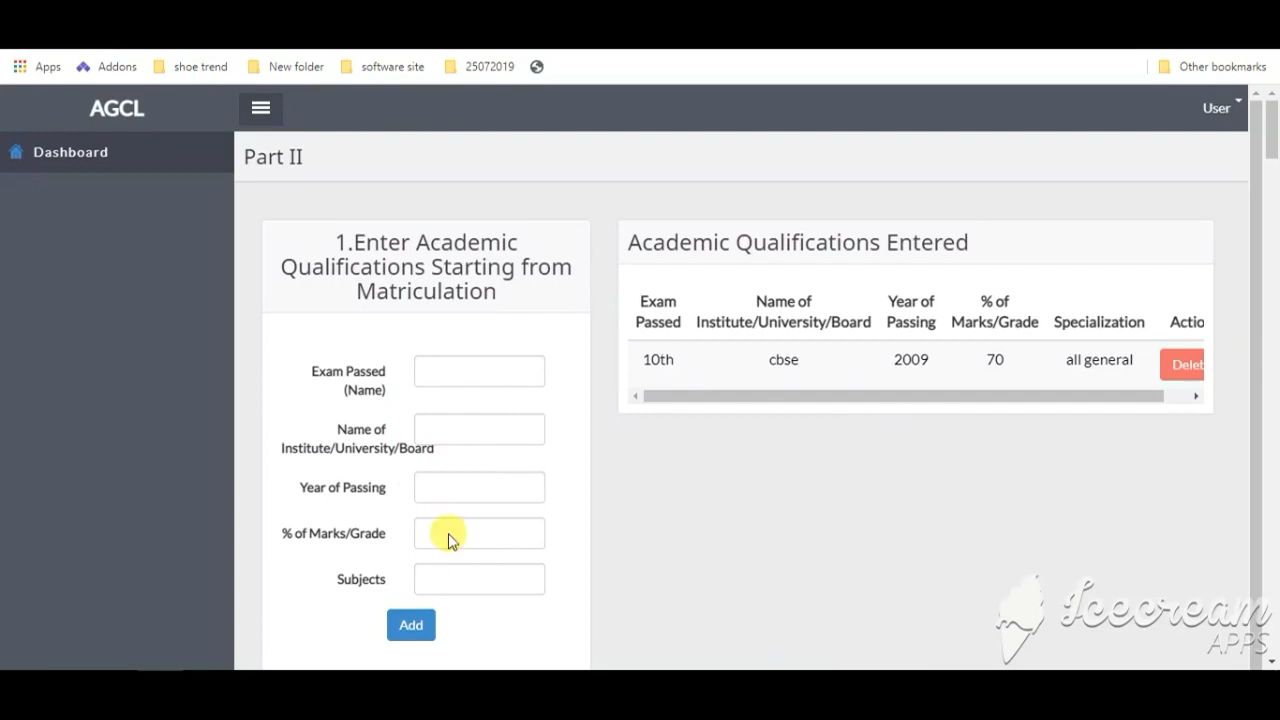 Apps Addons shoe trend New folder software site 25072019 Other bookmarks
AGCL User
Dashboard
Part II
1.Enter Academic
Qualifications Starting from
Matriculation
Exam Passed
(Name)
Name of
Institute/University/Board
Year of Passing
% of Marks/Grade
Subjects
Add
Academic Qualifications Entered
Exam Passed Name of Institute/University/Board Year of Passing % of Marks/Grade Specialization Actio
10th cbse 2009 70 all general Delet
Icecream
APPS